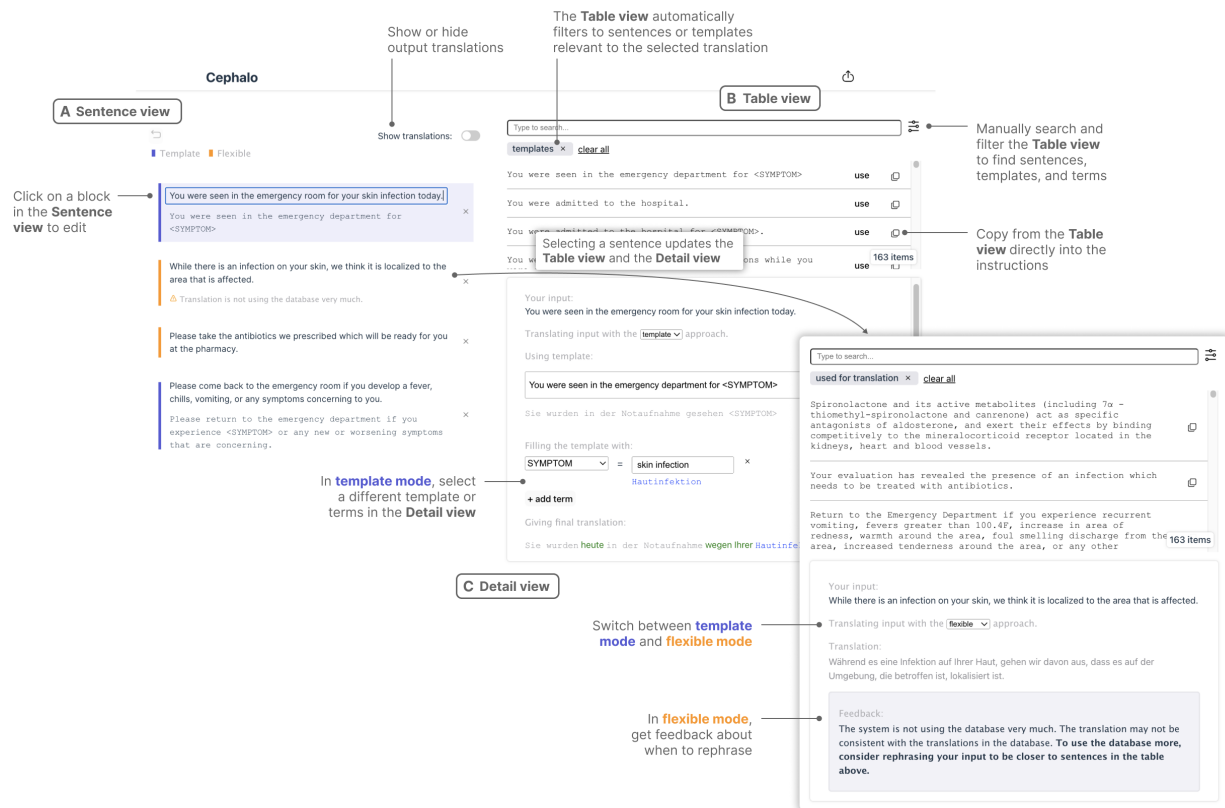 The Table view automatically
filters to sentences or templates
relevant to the selected translation
Show or hide
output translations
Cephalo
A Sentence view
B Table view
Show translations:
Template
Flexible
Click on a block
in the Sentence
view to edit
You were seen in the emergency room for your skin infection today.
You were seen in the emergency department for
<SYMPTOM>
×
While there is an infection on your skin, we think it is localized to the
area that is affected.
×
Translation is not using the database very much.
Please take the antibiotics we prescribed which will be ready for you
at the pharmacy.
×
Please come back to the emergency room if you develop a fever,
chills, vomiting, or any symptoms concerning to you.
Please return to the emergency department if you
experience <SYMPTOM> or any new or worsening symptoms
that are concerning.
×
Type to search...
templates × clear all
You were seen in the emergency department for <SYMPTOM> use
You were admitted to the hospital. use
You were admitted to the hospital for <SYMPTOM>. use
ons while you
use
163 items
Selecting a sentence updates the
Table view and the Detail view
Manually search and
filter the Table view
to find sentences,
templates, and terms
Copy from the Table
view directly into the
instructions
Your input:
You were seen in the emergency room for your skin infection today.
Translating input with the template approach.
Using template:
You were seen in the emergency department for <SYMPTOM>
Sie wurden in der Notaufnahme gesehen <SYMPTOM>
Filling the template with:
SYMPTOM = skin infection ×
Hautinfektion
+ add term
Giving final translation:
Sie wurden heute in der Notaufnahme wegen Ihrer Hautinfe
In template mode, select
a different template or
terms in the Detail view
C Detail view
Type to search...
used for translation × clear all
Spironolactone and its active metabolites (including 7α -
thiomethyl-spironolactone and canrenone) act as specific
antagonists of aldosterone, and exert their effects by binding
competitively to the mineralocorticoid receptor located in the
kidneys, heart and blood vessels.
Your evaluation has revealed the presence of an infection which
needs to be treated with antibiotics.
Return to the Emergency Department if you experience recurrent
vomiting, fevers greater than 100.4F, increase in area of
redness, warmth around the area, foul smelling discharge from the
area, increased tenderness around the area, or any other
163 items
Your input:
While there is an infection on your skin, we think it is localized to the area that is affected.
Translating input with the flexible approach.
Translation:
Während es eine Infektion auf Ihrer Haut, gehen wir davon aus, dass es auf der
Umgebung, die betroffen ist, lokalisiert ist.
Feedback:
The system is not using the database very much. The translation may not be
consistent with the translations in the database. To use the database more,
consider rephrasing your input to be closer to sentences in the table
above.
Switch between template
mode and flexible mode
In flexible mode,
get feedback about
when to rephrase